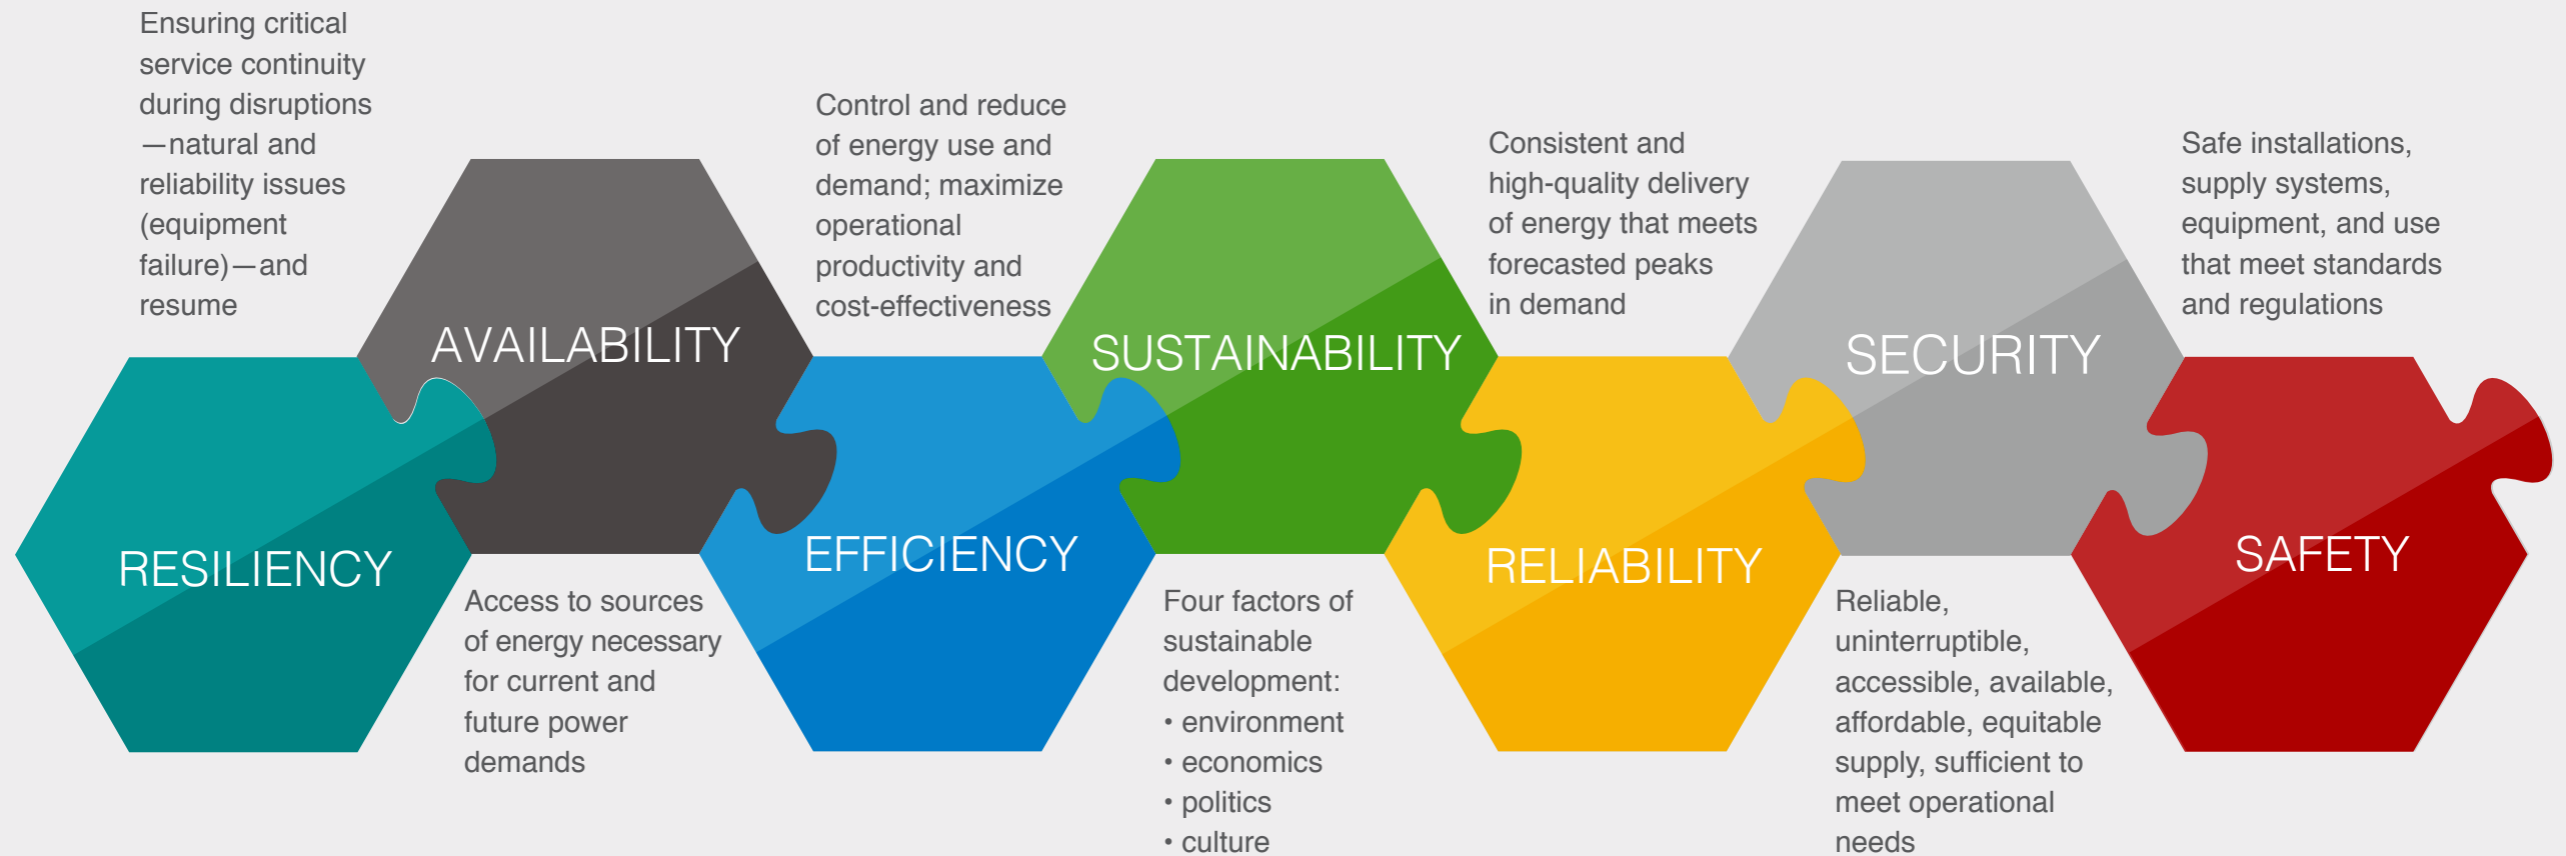 Ensuring critical
service continuity
during disruptions
—natural and
reliability issues
(equipment
failure)—and
resume
RESILIENCY
AVAILABILITY
Access to sources
of energy necessary
for current and
future power
demands
Control and reduce
of energy use and
demand; maximize
operational
productivity and
cost-effectiveness
EFFICIENCY
SUSTAINABILITY
Four factors of
sustainable
development:
• environment
• economics
• politics
• culture
Consistent and
high-quality delivery
of energy that meets
forecasted peaks
in demand
RELIABILITY
SECURITY
Reliable,
uninterruptible,
accessible, available,
affordable, equitable
supply, sufficient to
meet operational
needs
Safe installations,
supply systems,
equipment, and use
that meet standards
and regulations
SAFETY